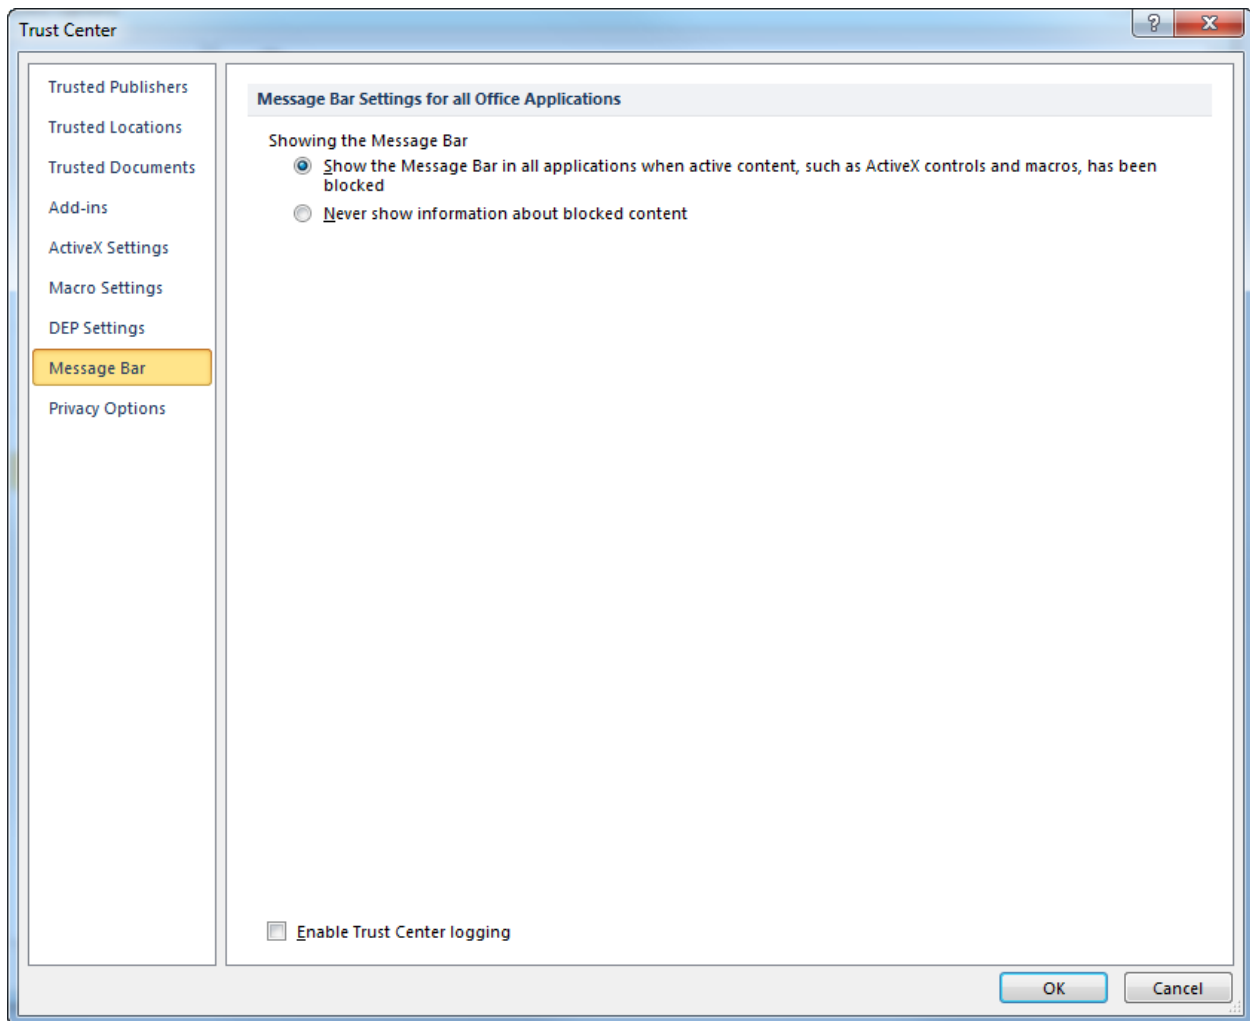 Trust Center
Trusted Publishers
Trusted Locations
Trusted Documents
Add-ins
ActiveX Settings
Macro Settings
DEP Settings
Message Bar
Privacy Options
Message Bar Settings for all Office Applications
Showing the Message Bar
Show the Message Bar in all applications when active content, such as ActiveX controls and macros, has been
blocked
Never show information about blocked content
Enable Trust Center logging
OK
Cancel